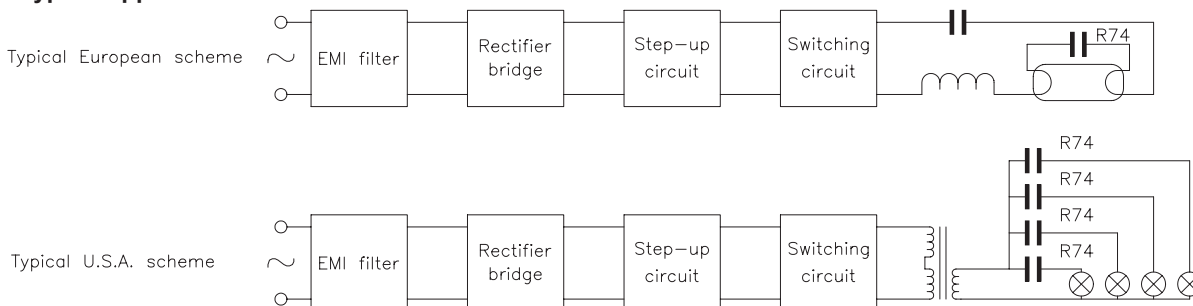 R74
Typical European scheme
EMI filter
Rectifier
bridge
Step-up
circuit
Switching
circuit
R74
R74
R74
R74
Typical U.S.A. scheme
EMI filter
Rectifier
bridge
Step-up
circuit
Switching
circuit